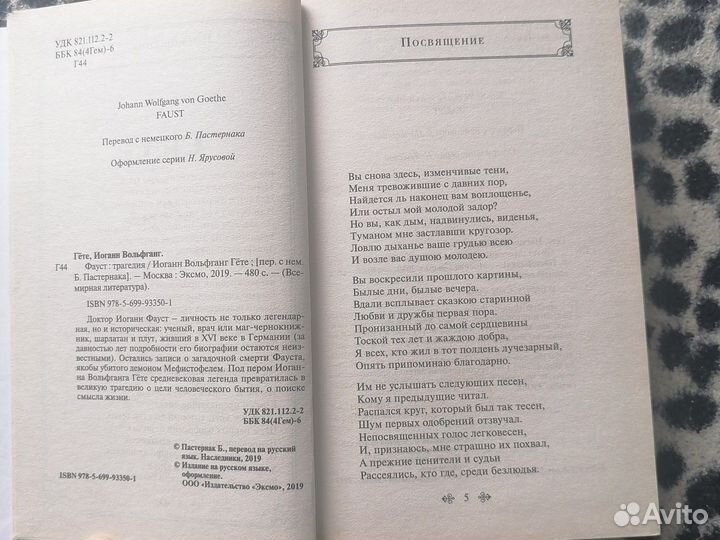 УДК 821.112.2-2
ББК 84(4Гем)-6
Г44
Johann Wolfgang von Goethe
FAUST
Перевод с немецкого Б. Пастернака
Оформление серии Н. Ярусовой
Гёте, Иоганн Вольфганг.
Г44 Фауст : трагедия / Иоганн Вольфганг Гёте ; [пер. с нем.
Б. Пастернака]. — Москва : Эксмо, 2019. — 480 с. — (Все-
мирная литература).
ISBN 978-5-699-93350-1
Доктор Иоганн Фауст – личность не только легендар-
ная, но и историческая: ученый, врач или маг-чернокниж-
ник, шарлатан и плут, живший в XVI веке в Германии (за
давностью лет подробности его биографии остаются неиз-
вестными). Остались записи о загадочной смерти Фауста,
якобы убитого демоном Мефистофелем. Под пером Иоган-
на Вольфганга Гёте средневековая легенда превратилась в
великую трагедию о цели человеческого бытия, о поиске
смысла жизни.
УДК 821.112.2-2
ББК 84(4Гем)-6
© Пастернак Б., перевод на русский
язык. Наследники, 2019
© Издание на русском языке,
оформление.
ООО «Издательство «Эксмо», 2019
ISBN 978-5-699-93350-1
Посвящение
Вы снова здесь, изменчивые тени,
Меня тревожившие с давних пор,
Найдется ль наконец вам воплощенье,
Или остыл мой молодой задор?
Но вы, как дым, надвинулись, виденья,
Туманом мне застлавши кругозор.
Ловлю дыханье ваше грудью всею
И возле вас душою молодею.
Вы воскресили прошлого картины,
Былые дни, былые вечера.
Вдали всплывает сказкою старинной
Любви и дружбы первая пора.
Пронизанный до самой сердцевины
Тоской тех лет и жаждою добра,
Я всех, кто жил в тот полдень лучезарный,
Опять припоминаю благодарно.
Им не услышать следующих песен,
Кому я предыдущие читал.
Распался круг, который был так тесен,
Шум первых одобрений отзвучал.
Непосвященных голос легковесен,
И, признаюсь, мне страшно их похвал,
А прежние ценители и судьи
Рассеялись, кто где, среди безлюдья.
5
Avito